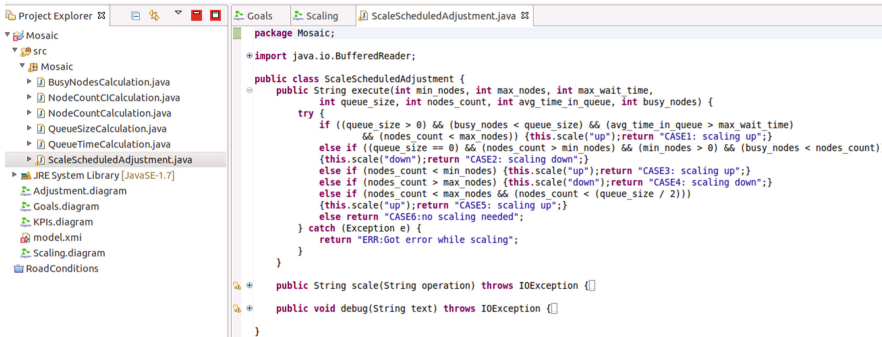 Project Explorer
Mosaic
src
Mosaic
BusyNodesCalculation.java
NodeCountCICalculation.java
NodeCountCalculation.java
QueueSizeCalculation.java
QueueTimeCalculation.java
ScaleScheduledAdjustment.java
JRE System Library [JavaSE-1.7]
Adjustment.diagram
Goals.diagram
KPIs.diagram
model.xmi
Scaling.diagram
RoadConditions
Goals
Scaling
ScaleScheduledAdjustment.java
package Mosaic;
import java.io.BufferedReader;
public class ScaleScheduledAdjustment {
public String execute(int min_nodes, int max_nodes, int max_wait_time,
int queue_size, int nodes_count, int avg_time_in_queue, int busy_nodes) {
try {
if ((queue_size > 0) && (busy_nodes < queue_size) && (avg_time_in_queue > max_wait_time)
&& (nodes_count < max_nodes)) {this.scale("up");return "CASE1: scaling up";}
else if ((queue_size == 0) && (nodes_count > min_nodes) && (min_nodes > 0) && (busy_nodes < nodes_count)
{this.scale("down");return "CASE2: scaling down";}
else if (nodes_count < min_nodes) {this.scale("up");return "CASE3: scaling up";}
else if (nodes_count > max_nodes) {this.scale("down");return "CASE4: scaling down";}
else if (nodes_count < max_nodes && (nodes_count < (queue_size / 2)))
{this.scale("up");return "CASE5: scaling up";}
else return "CASE6:no scaling needed";
} catch (Exception e) {
return "ERR:Got error while scaling";
}
}
public String scale(String operation) throws IOException {
public void debug(String text) throws IOException {
}